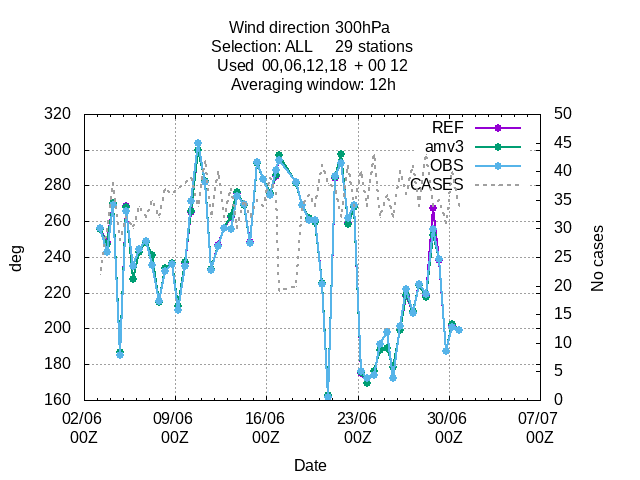 Wind direction 300hPa
Selection: ALL 29 stations
Used 00,06,12,18 + 00 12
Averaging window: 12h
320 50
REF
45
300 amv3
40
OBS
280 CASES 35
260 30
deg 240 25 No cases
220 20
15
200
10
180 5
160 0
02/06 09/06 16/06 23/06 30/06 07/07
00Z 00Z 00Z 00Z 00Z 00Z
Date